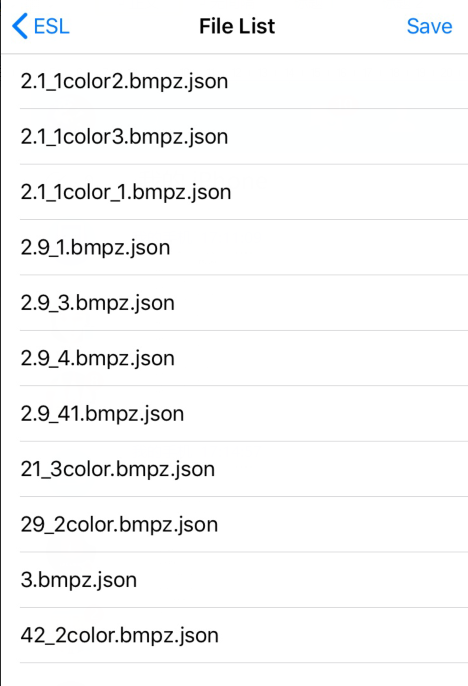 ESL File List Save
2.1_1color2.bmpz.json
2.1_1color3.bmpz.json
2.1_1color_1.bmpz.json
2.9_1.bmpz.json
2.9_3.bmpz.json
2.9_4.bmpz.json
2.9_41.bmpz.json
21_3color.bmpz.json
29_2color.bmpz.json
3.bmpz.json
42_2color.bmpz.json